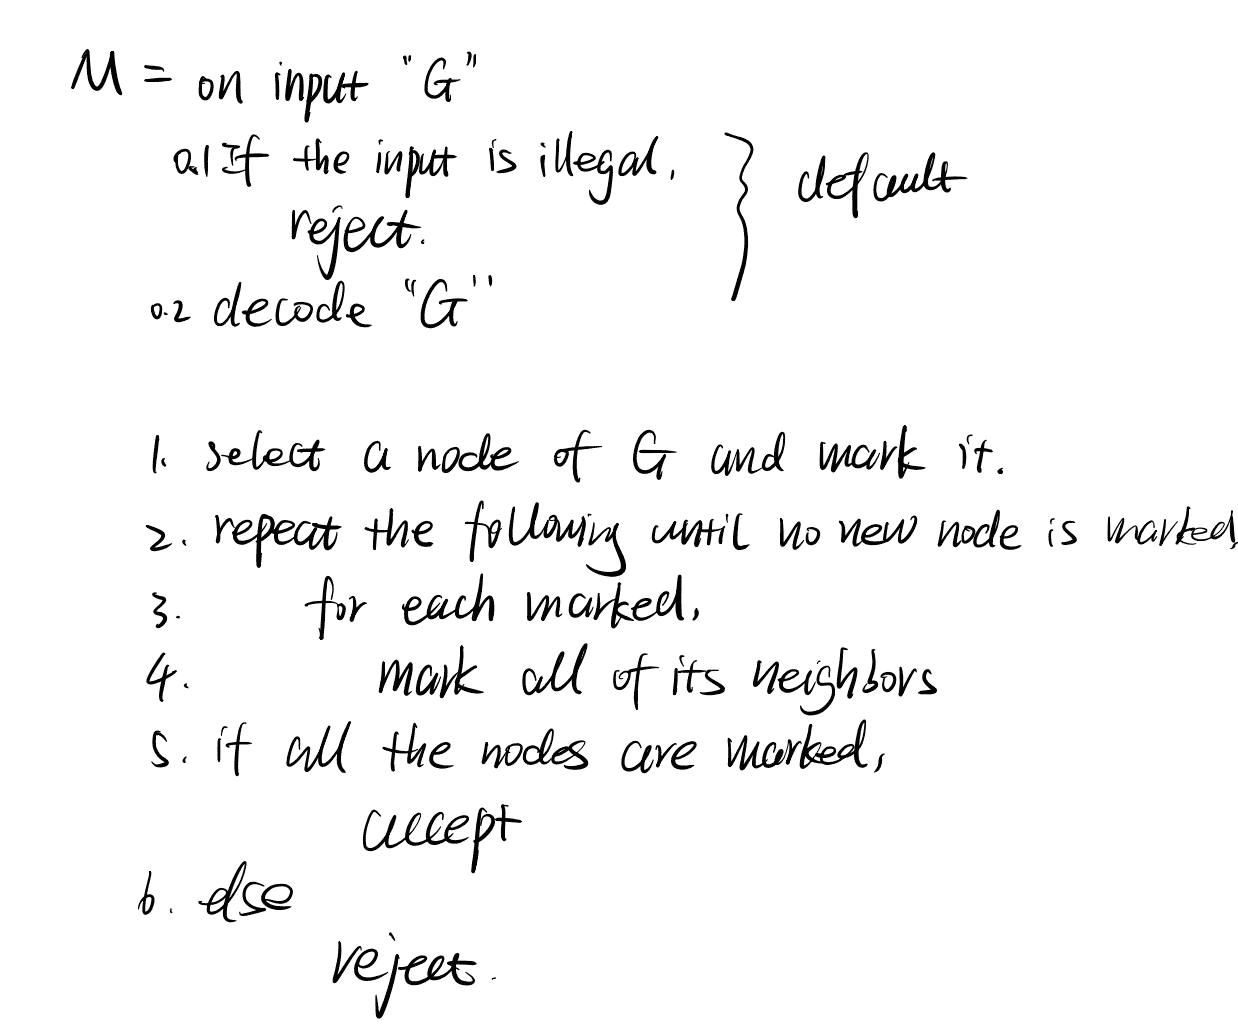 M = on input "G"
0.1 If the input is illegal,
reject.
default
0.2 decode "G"
1. select a node of G and mark it.
2. repeat the following until no new node is marked,
3. for each marked,
4. mark all of its neighbors
5. if all the nodes are marked,
accept
6. else
reject.